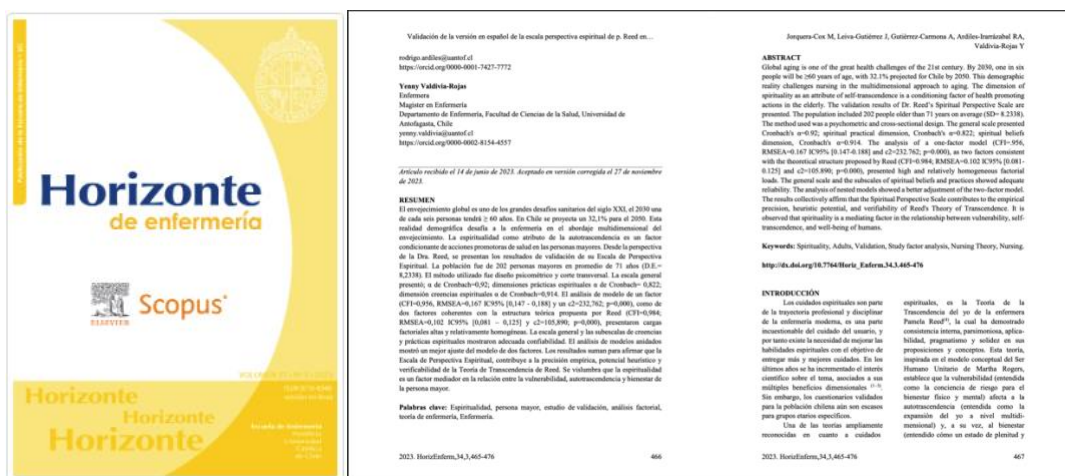 Horizonte
de enfermería
ELSEVIER
Scopus
Horizonte
Horizonte
Horizonte
Escuela de Enfermería
Pontificia
Universidad
Católica
de Chile
Validación de la versión en español de la escala perspectiva espiritual de p. Reed en…
rodrigo.ardiles@uantof.cl
https://orcid.org/0000-0001-7427-7772
Yenny Valdivia-Rojas
Enfermera
Magister en Enfermería
Departamento de Enfermería, Facultad de Ciencias de la Salud, Universidad de
Antofagasta, Chile
yenny.valdivia@uantof.cl
https://orcid.org/0000-0002-8154-4557
Artículo recibido el 14 de junio de 2023. Aceptado en versión corregida el 27 de noviembre
de 2023.
RESUMEN
El envejecimiento global es uno de los grandes desafíos sanitarios del siglo XXI, el 2030 una
de cada seis personas tendrá ≥ 60 años. En Chile se proyecta un 32,1% para el 2050. Esta
realidad demográfica desafía a la enfermería en el abordaje multidimensional del
envejecimiento. La espiritualidad como atributo de la autotrascendencia es un factor
condicionante de acciones promotoras de salud en las personas mayores. Desde la perspectiva
de la Dra. Reed, se presentan los resultados de validación de su Escala de Perspectiva
Espiritual. La población fue de 202 personas mayores en promedio de 71 años (D.E.=
8,2338). El método utilizado fue diseño psicométrico y corte transversal. La escala general
presentó; α de Cronbach=0,92; dimensiones prácticas espirituales α de Cronbach= 0,822;
dimensión creencias espirituales α de Cronbach=0,914. El análisis de modelo de un factor
(CFI=0,956, RMSEA=0,167 IC95% [0,147 - 0,188] y un c2=232,762; p=0,000), como de
dos factores coherentes con la estructura teórica propuesta por Reed (CFI=0,984;
RMSEA=0,102 IC95% [0,081 – 0,125] y c2=105,890; p=0,000), presentaron cargas
factoriales altas y relativamente homogéneas. La escala general y las subescalas de creencias
y prácticas espirituales mostraron adecuada confiabilidad. El análisis de modelos anidados
mostró un mejor ajuste del modelo de dos factores. Los resultados suman para afirmar que la
Escala de Perspectiva Espiritual, contribuye a la precisión empírica, potencial heurístico y
verificabilidad de la Teoría de Trascendencia de Reed. Se vislumbra que la espiritualidad
es un factor mediador en la relación entre la vulnerabilidad, autotrascendencia y bienestar de
la persona mayor.
Palabras clave: Espiritualidad, persona mayor, estudio de validación, análisis factorial,
teoría de enfermería, Enfermería.
2023. HorizEnferm,34,3,465-476
466
Jorquera-Cox M, Leiva-Gutiérrez J, Gutiérrez-Carmona A, Ardiles-Irarrázabal RA,
Valdivia-Rojas Y
ABSTRACT
Global aging is one of the great health challenges of the 21st century. By 2030, one in six
people will be ≥60 years of age, with 32.1% projected for Chile by 2050. This demographic
reality challenges nursing in the multidimensional approach to aging. The dimension of
spirituality as an attribute of self-transcendence is a conditioning factor of health promoting
actions in the elderly. The validation results of Dr. Reed's Spiritual Perspective Scale are
presented. The population included 202 people older than 71 years on average (SD= 8.2338).
The method used was a psychometric and cross-sectional design. The general scale presented
Cronbach's α=0.92; spiritual practical dimension, Cronbach's α=0.822; spiritual beliefs
dimension, Cronbach's α=0.914. The analysis of a one-factor model (CFI=.956,
RMSEA=0.167 IC95% [0.147-0.188] and c2=232.762; p=0.000), as two factors consistent
with the theoretical structure proposed by Reed (CFI=0.984; RMSEA=0.102 IC95% [0.081-
0.125] and c2=105.890; p=0.000), presented high and relatively homogeneous factorial
loads. The general scale and the subscales of spiritual beliefs and practices showed adequate
reliability. The analysis of nested models showed a better adjustment of the two-factor model.
The results collectively affirm that the Spiritual Perspective Scale contributes to the empirical
precision, heuristic potential, and verifiability of Reed's Theory of Transcendence. It is
observed that spirituality is a mediating factor in the relationship between vulnerability, self-
transcendence, and well-being of humans.
Keywords: Spirituality, Adults, Validation, Study factor analysis, Nursing Theory, Nursing.
http://dx.doi.org/10.7764/Horiz_Enferm.34.3.465-476
INTRODUCCIÓN
Los cuidados espirituales son parte
de la trayectoria profesional y disciplinar
de la enfermería moderna, es una parte
incuestionable del cuidado del usuario, y
por tanto existe la necesidad de mejorar las
habilidades espirituales con el objetivo de
entregar más y mejores cuidados. En los
últimos años se ha incrementado el interés
científico sobre el tema, asociados a sus
múltiples beneficios dimensionales
Sin embargo, los cuestionarios validados
para la población chilena aún son escasos
para grupos etarios específicos.
Una de las teorías ampliamente
reconocidas en cuanto a cuidados
espirituales, es la Teoría de la
Trascendencia del yo de la enfermera
Pamela Reed, la cual ha demostrado
consistencia interna, parsimoniosa, aplica-
bilidad, pragmatismo y solidez en sus
proposiciones y conceptos. Esta teoría,
inspirada en el modelo conceptual del Ser
Humano Unitario de Martha Rogers,
establece que la vulnerabilidad (entendida
como la conciencia de riesgo para el
bienestar físico y mental) afecta a la
autotrascendencia (entendida como la
expansión del yo a nivel multidi-
mensional) y, a su vez, al bienestar
(entendido cómo un estado de plenitud y
2023. HorizEnferm,34,3,465-476
467